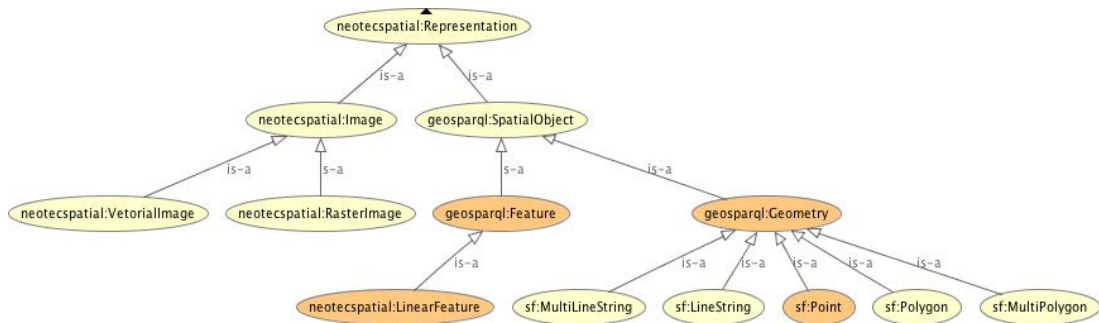 neotecspatial:Representation
is-a
is-a
neotecspatial:Image
geosparql:SpatialObject
is-a
s-a
s-a
is-a
neotecspatial:VetorialImage
neotecspatial:RasterImage
geosparql:Feature
geosparql:Geometry
is-a
is-a
is-a
is-a
is-a
is-a
neotecspatial:LinearFeature
sf:MultiLineString
sf:LineString
sf:Point
sf:Polygon
sf:MultiPolygon